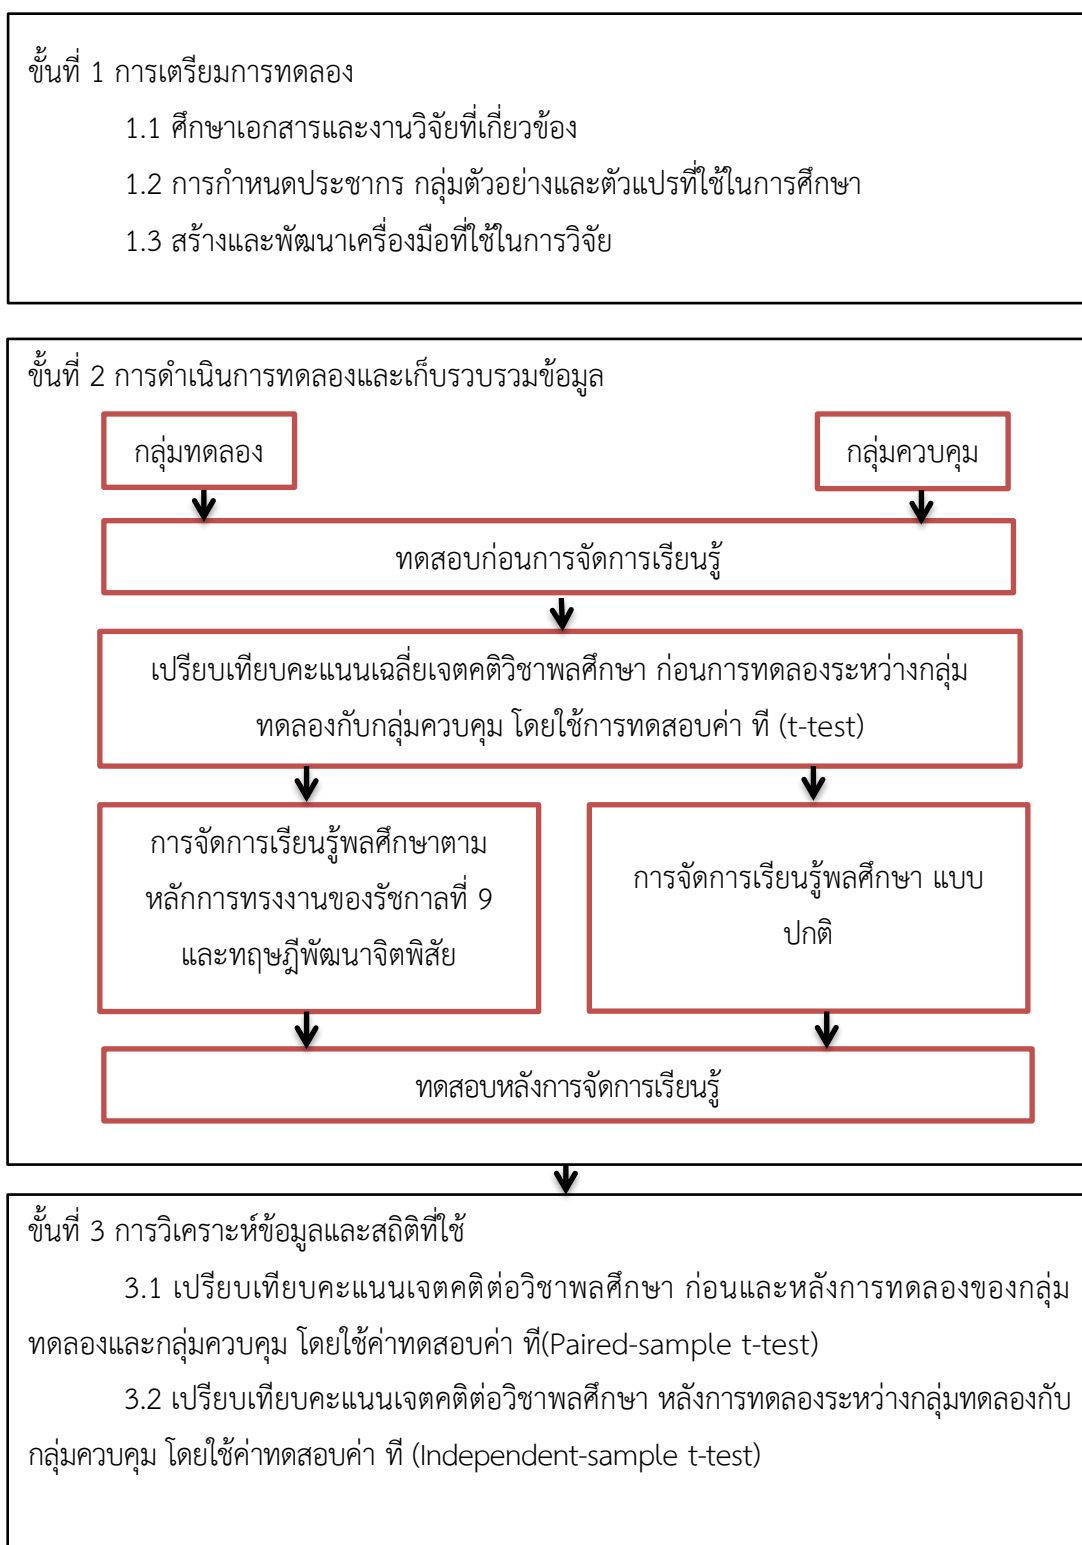 ขั้นที่ 1 การเตรียมการทดลอง
1.1 ศึกษาเอกสารและงานวิจัยที่เกี่ยวข้อง
1.2 การกำหนดประชากร กลุ่มตัวอย่างและตัวแปรที่ใช้ในการศึกษา
1.3 สร้างและพัฒนาเครื่องมือที่ใช้ในการวิจัย
ขั้นที่ 2 การดำเนินการทดลองและเก็บรวบรวมข้อมูล
กลุ่มทดลอง
กลุ่มควบคุม
ทดสอบก่อนการจัดการเรียนรู้
เปรียบเทียบคะแนนเฉลี่ยเจตคติวิชาพลศึกษา ก่อนการทดลองระหว่างกลุ่ม
ทดลองกับกลุ่มควบคุม โดยใช้การทดสอบค่า ที (t-test)
การจัดการเรียนรู้พลศึกษาตาม
หลักการทรงงานของรัชกาลที่ 9
และทฤษฎีพัฒนาจิตพิสัย
การจัดการเรียนรู้พลศึกษา แบบ
ปกติ
ทดสอบหลังการจัดการเรียนรู้
ขั้นที่ 3 การวิเคราะห์ข้อมูลและสถิติที่ใช้
3.1 เปรียบเทียบคะแนนเจตคติต่อวิชาพลศึกษา ก่อนและหลังการทดลองของกลุ่ม
ทดลองและกลุ่มควบคุม โดยใช้ค่าทดสอบค่า ที(Paired-sample t-test)
3.2 เปรียบเทียบคะแนนเจตคติต่อวิชาพลศึกษา หลังการทดลองระหว่างกลุ่มทดลองกับ
กลุ่มควบคุม โดยใช้ค่าทดสอบค่า ที (Independent-sample t-test)